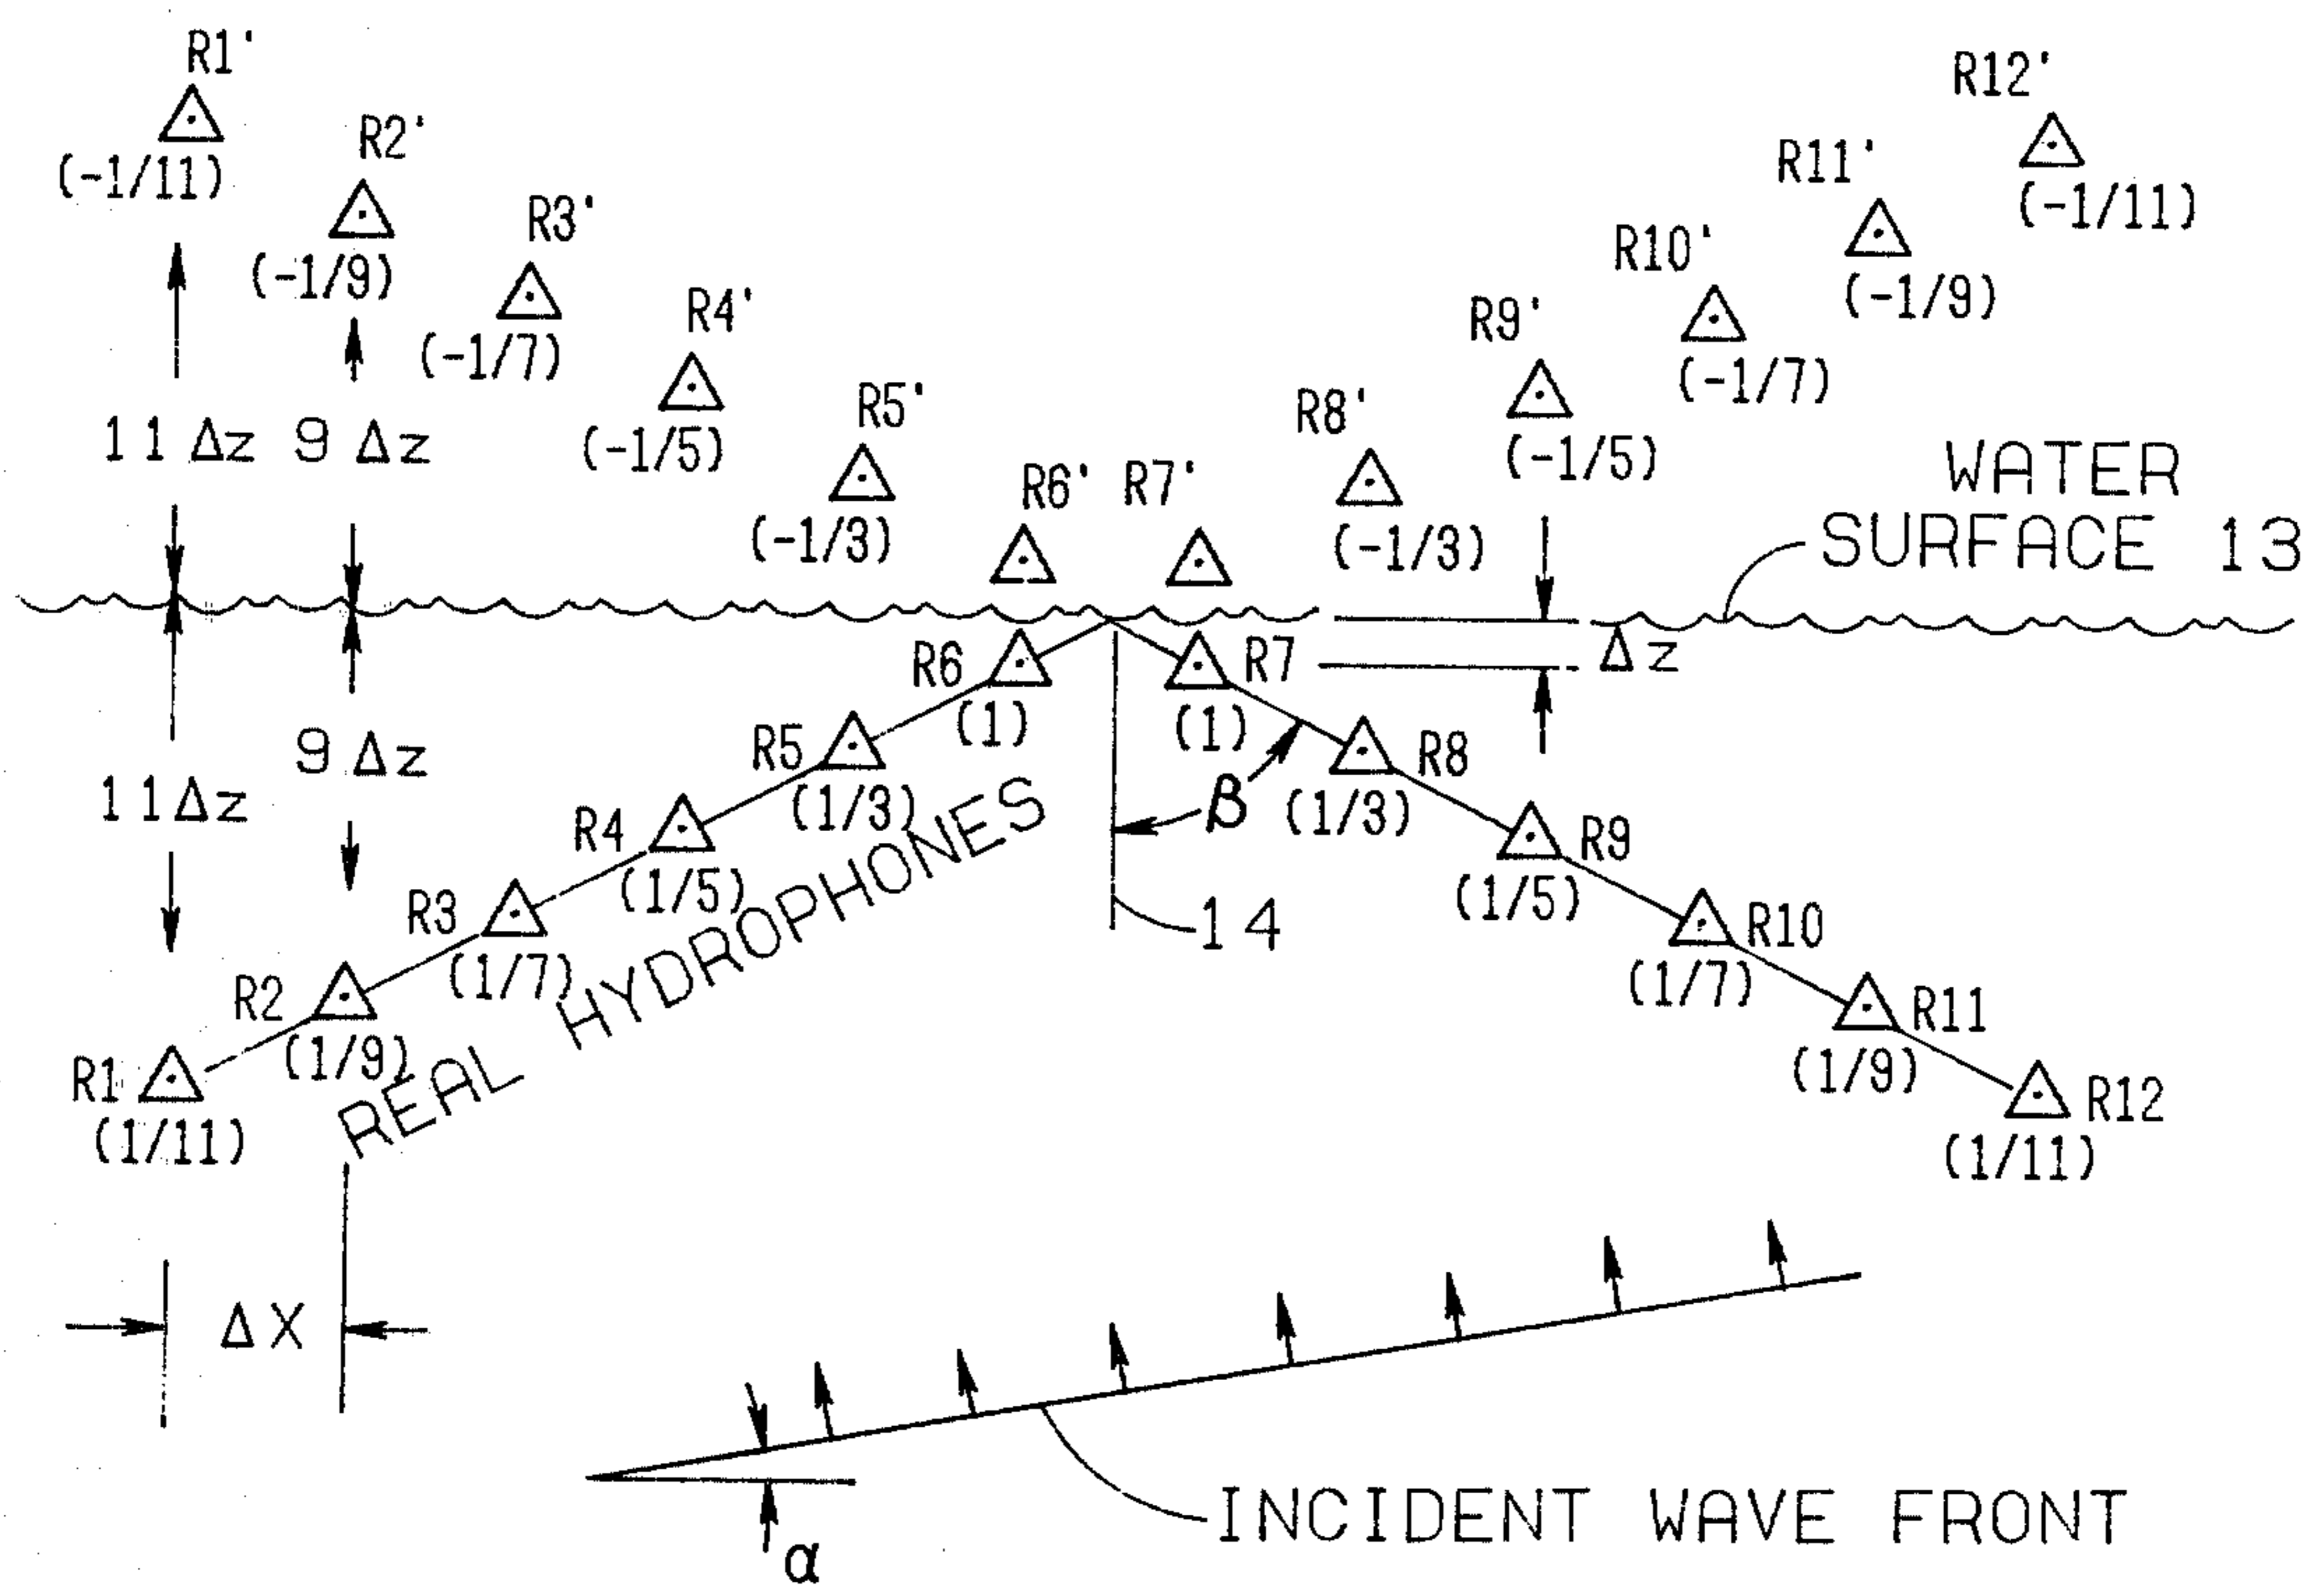 R1'
(-1/11)
R2'
(-1/9)
R3'
(-1/7)
R4'
(-1/5)
R5'
(-1/3)
R6'
R7'
R8'
(-1/3)
R9'
(-1/5)
R10'
(-1/7)
R11'
(-1/9)
R12'
(-1/11)
11 Δz
9 Δz
WATER
SURFACE 13
Δz
11 Δz
9 Δz
R6
(1)
R7
(1)
R5
(1/3)
R8
(1/3)
R4
(1/5)
R9
(1/5)
R3
(1/7)
R10
(1/7)
R2
(1/9)
R11
(1/9)
R1
(1/11)
R12
(1/11)
REAL HYDROPHONES
β
14
ΔX
α
INCIDENT WAVE FRONT